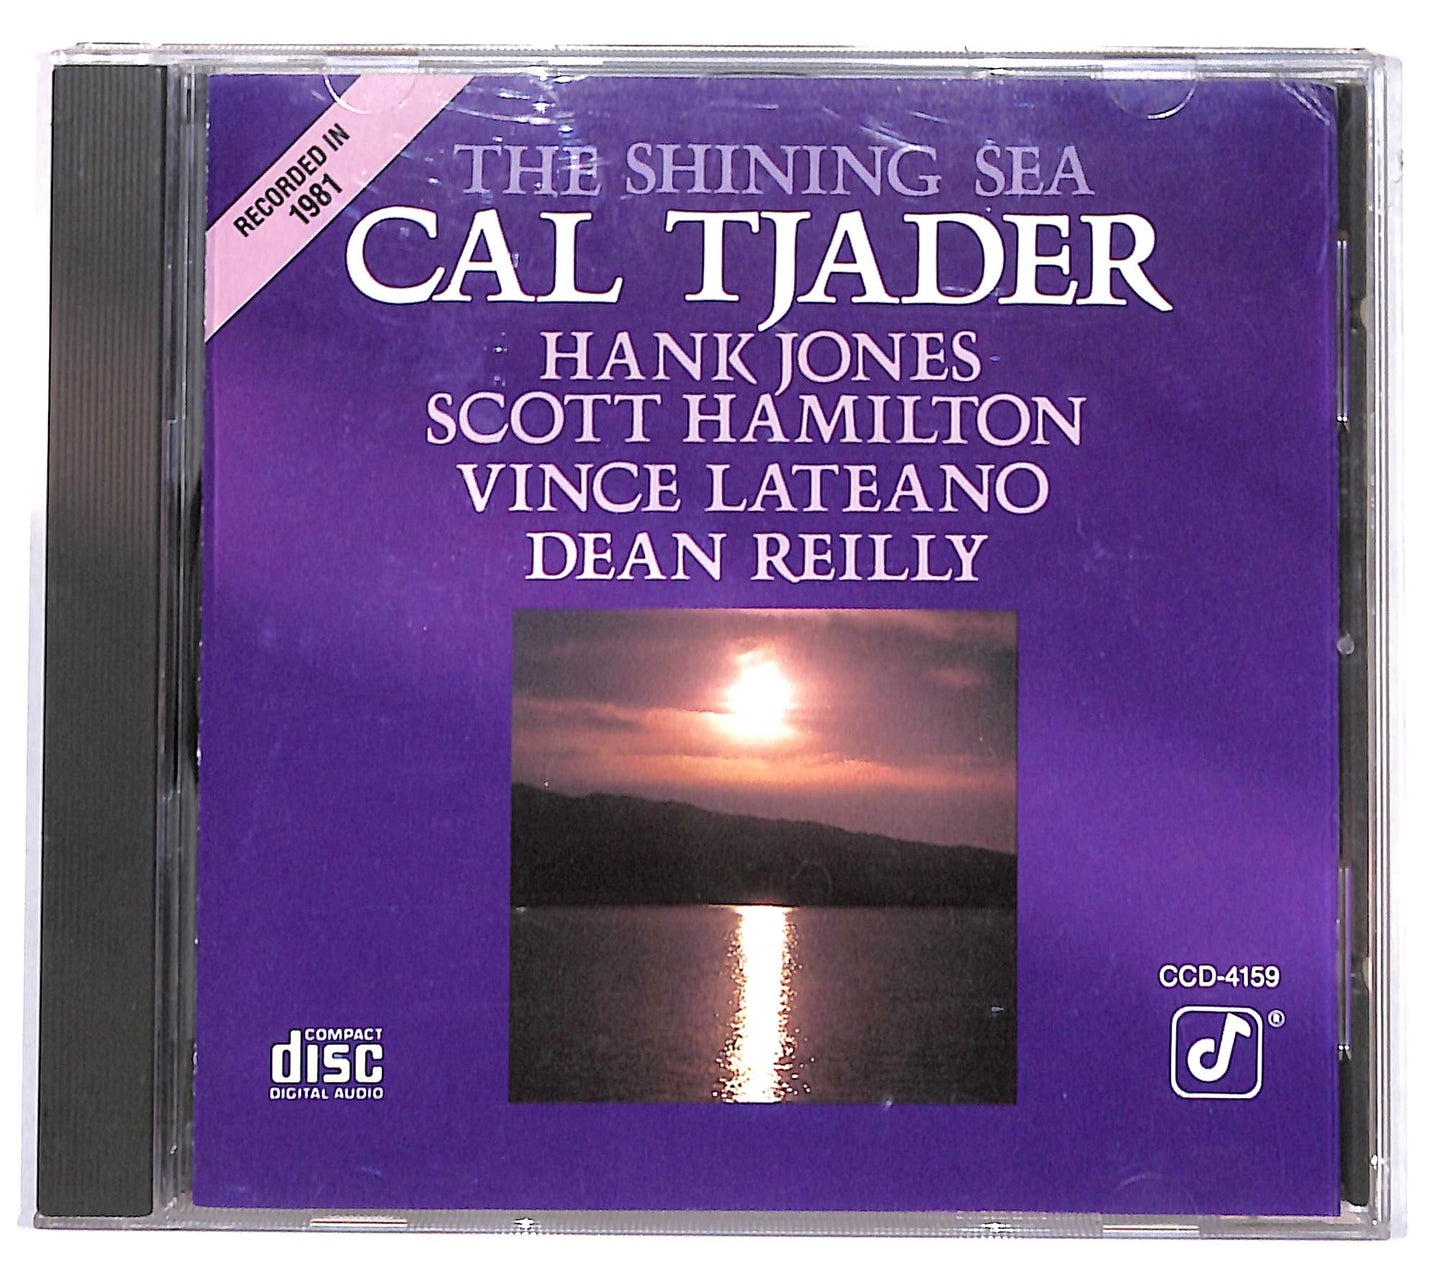 RECORDED IN
1981
THE SHINING SEA
CAL TJADER
HANK JONES
SCOTT HAMILTON
VINCE LATEANO
DEAN REILLY
CCD-4159
®
COMPACT
disc
DIGITAL AUDIO